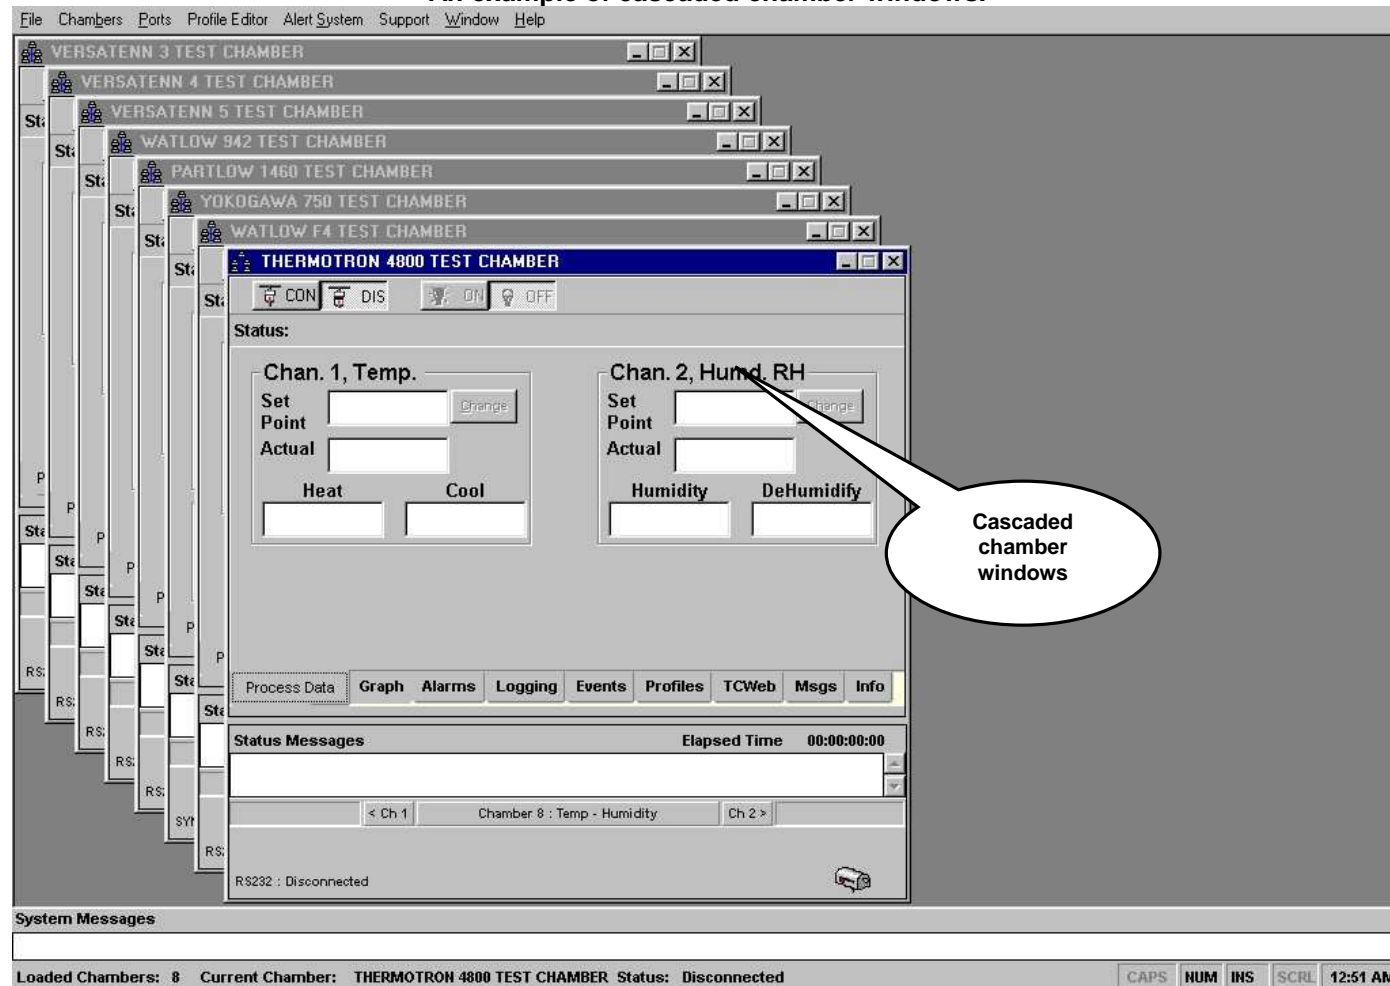 An example of cascaded chamber windows.
File Chambers Ports Profile Editor Alert System Support Window Help
VERSATENN 3 TEST CHAMBER
VERSATENN 4 TEST CHAMBER
VERSATENN 5 TEST CHAMBER
WATLOW 942 TEST CHAMBER
PARTLOW 1460 TEST CHAMBER
YOKOGAWA 750 TEST CHAMBER
WATLOW F4 TEST CHAMBER
THERMOTRON 4800 TEST CHAMBER
CON DIS ON OFF
Status:
Chan. 1, Temp.
Set Point
Change
Actual
Heat Cool
Chan. 2, Humd. RH
Set Point
Change
Actual
Humidity DeHumidify
Cascaded
chamber
windows
Process Data Graph Alarms Logging Events Profiles TCWeb Msgs Info
Status Messages Elapsed Time 00:00:00:00
< Ch 1 Chamber 8 : Temp - Humidity Ch 2 >
RS232 : Disconnected
System Messages
Loaded Chambers: 8 Current Chamber: THERMOTRON 4800 TEST CHAMBER Status: Disconnected CAPS NUM INS SCRL 12:51 AM